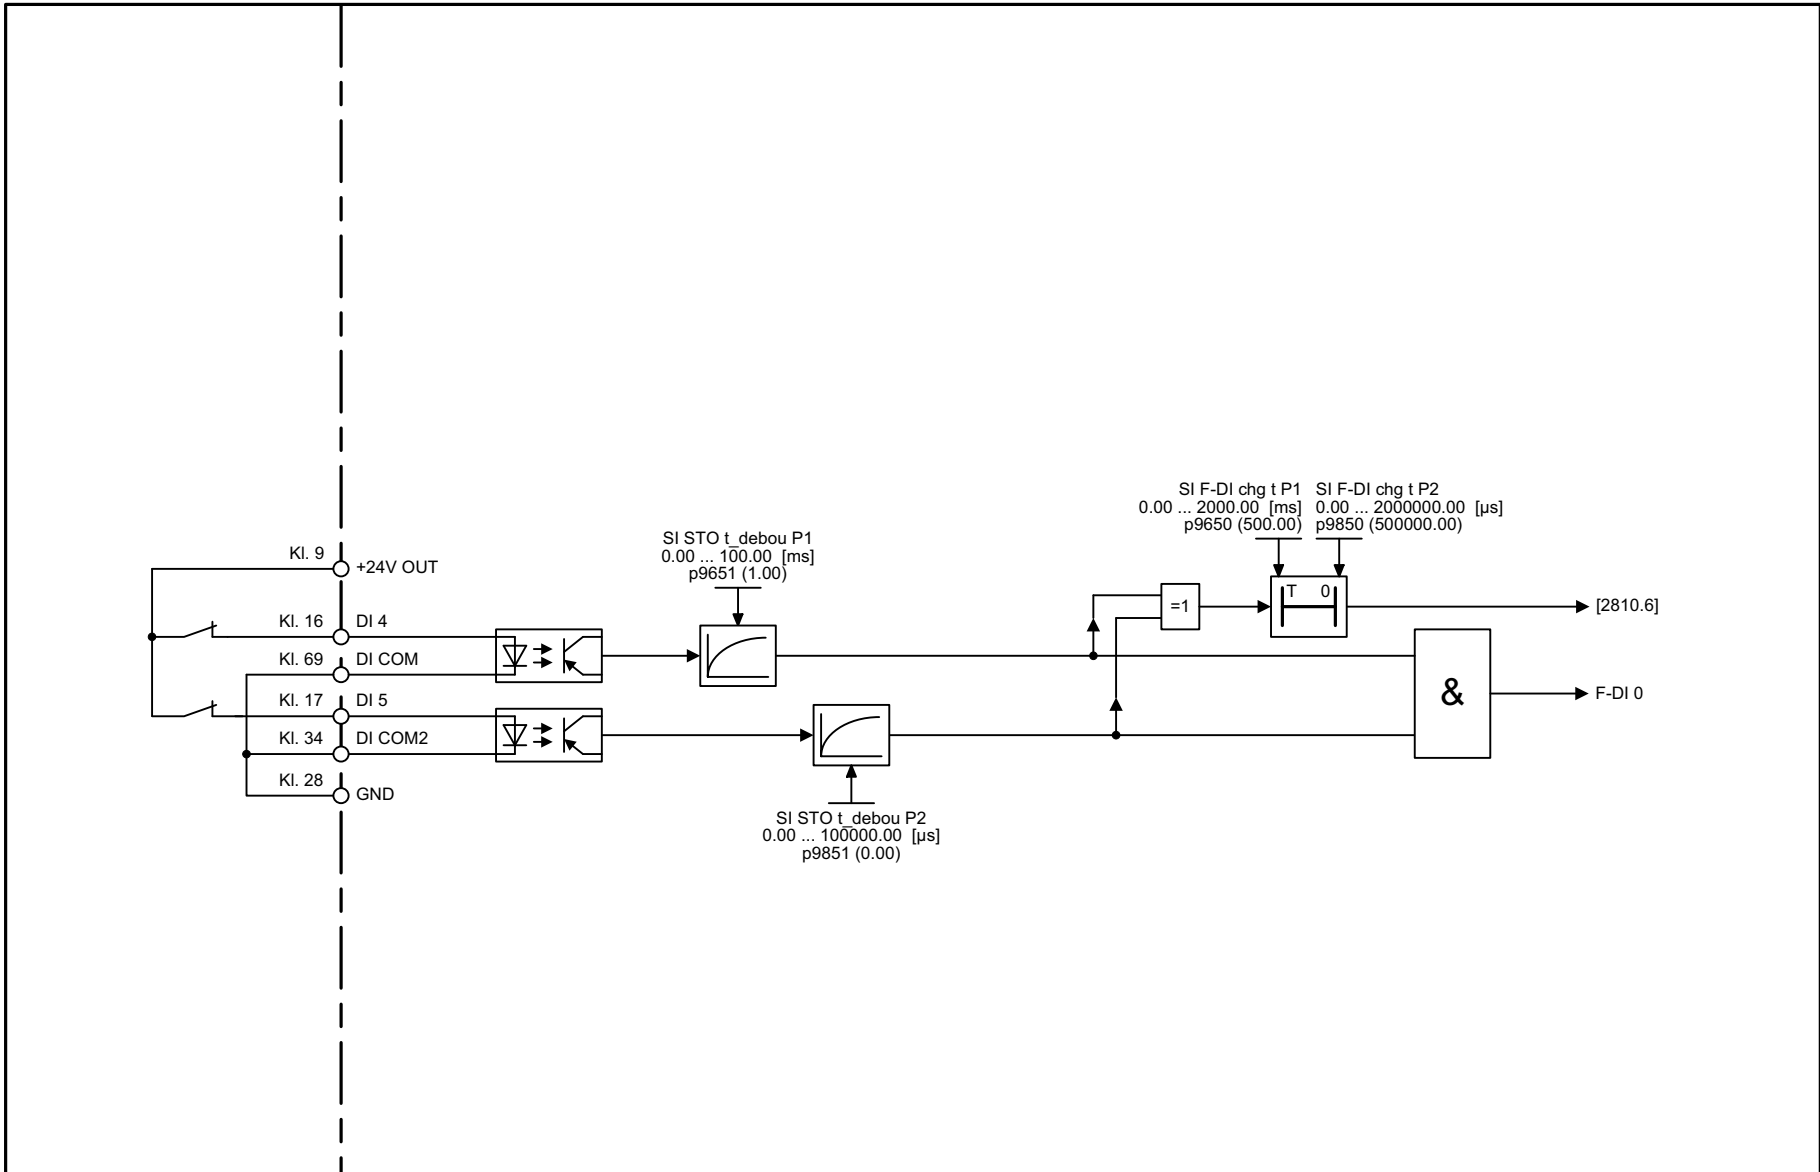 SI F-DI chg t P1
0.00 ... 2000.00 [ms]
p9650 (500.00)
SI F-DI chg t P2
0.00 ... 2000000.00 [µs]
p9850 (500000.00)
SI STO t_debou P1
0.00 ... 100.00 [ms]
p9651 (1.00)
Kl. 9
+24V OUT
T 0
=1
[2810.6]
Kl. 16
DI 4
Kl. 69
DI COM
Kl. 17
DI 5
&
F-DI 0
Kl. 34
DI COM2
Kl. 28
GND
SI STO t_debou P2
0.00 ... 100000.00 [µs]
p9851 (0.00)